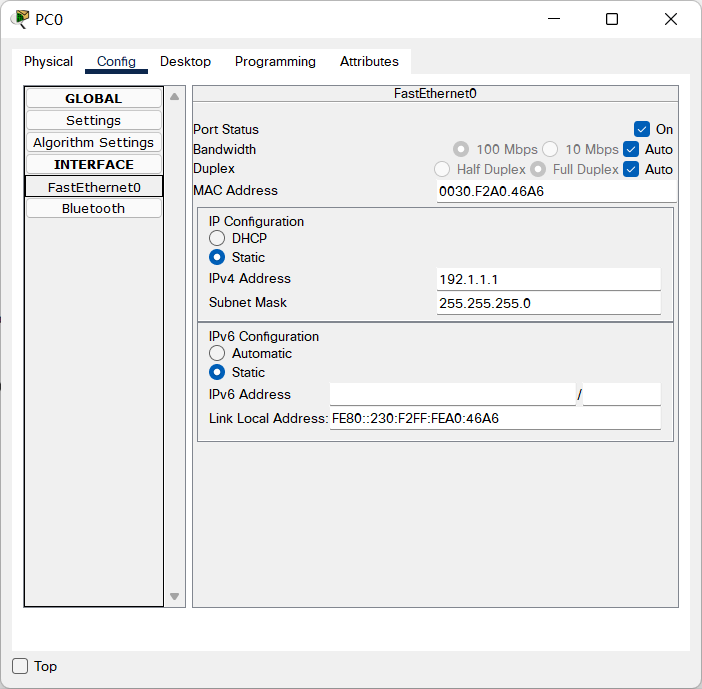 PC0
Physical Config Desktop Programming Attributes
GLOBAL
Settings
Algorithm Settings
INTERFACE
FastEthernet0
Bluetooth
FastEthernet0
Port Status On
Bandwidth 100 Mbps 10 Mbps Auto
Duplex Half Duplex Full Duplex Auto
MAC Address 0030.F2A0.46A6
IP Configuration
DHCP
Static
IPv4 Address 192.1.1.1
Subnet Mask 255.255.255.0
IPv6 Configuration
Automatic
Static
IPv6 Address /
Link Local Address: FE80::230:F2FF:FEA0:46A6
Top